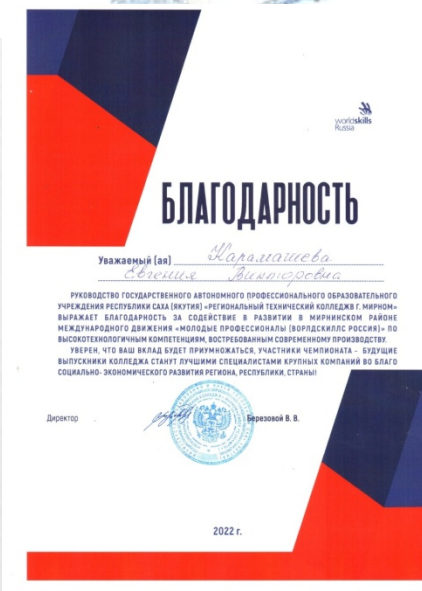 worldskills
Russia
БЛАГОДАРНОСТЬ
Уважаемый (ая) Карамашева
Евгения Викторовна
РУКОВОДСТВО ГОСУДАРСТВЕННОГО АВТОНОМНОГО ПРОФЕССИОНАЛЬНОГО ОБРАЗОВАТЕЛЬНОГО
УЧРЕЖДЕНИЯ РЕСПУБЛИКИ САХА (ЯКУТИЯ) «РЕГИОНАЛЬНЫЙ ТЕХНИЧЕСКИЙ КОЛЛЕДЖ В Г. МИРНОМ»
ВЫРАЖАЕТ БЛАГОДАРНОСТЬ ЗА СОДЕЙСТВИЕ В РАЗВИТИИ В МИРНИНСКОМ РАЙОНЕ
МЕЖДУНАРОДНОГО ДВИЖЕНИЯ «МОЛОДЫЕ ПРОФЕССИОНАЛЫ (ВОРЛДСКИЛЛС РОССИЯ)» ПО
ВЫСОКОТЕХНОЛОГИЧНЫМ КОМПЕТЕНЦИЯМ, ВОСТРЕБОВАННЫМ СОВРЕМЕННОМУ ПРОИЗВОДСТВУ.
УВЕРЕН, ЧТО ВАШ ВКЛАД БУДЕТ ПРИУМНОЖАТЬСЯ, УЧАСТНИКИ ЧЕМПИОНАТА - БУДУЩИЕ
ВЫПУСКНИКИ КОЛЛЕДЖА СТАНУТ ЛУЧШИМИ СПЕЦИАЛИСТАМИ КРУПНЫХ КОМПАНИЙ ВО БЛАГО
СОЦИАЛЬНО- ЭКОНОМИЧЕСКОГО РАЗВИТИЯ РЕГИОНА, РЕСПУБЛИКИ, СТРАНЫ!
Директор Березовой В. В.
2022 г.